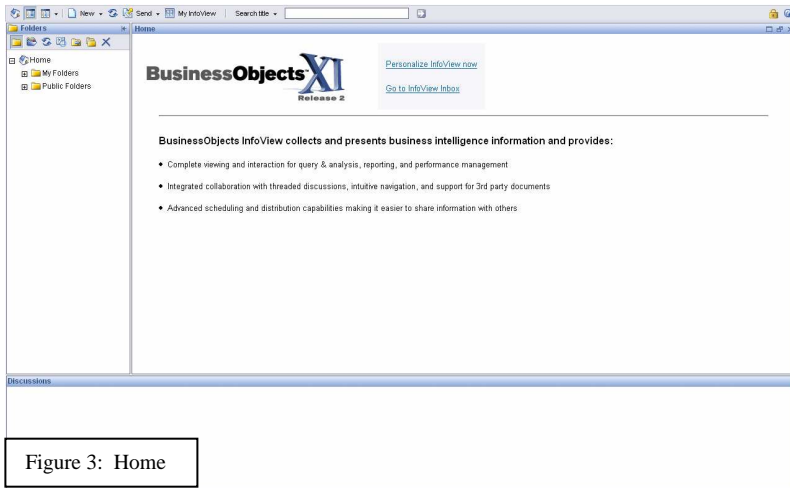 New Send My InfoView Search title
Folders
Home
Home
My Folders
Public Folders
BusinessObjects XI
Release 2
Personalize InfoView now
Go to InfoView Inbox
BusinessObjects InfoView collects and presents business intelligence information and provides:
• Complete viewing and interaction for query & analysis, reporting, and performance management
• Integrated collaboration with threaded discussions, intuitive navigation, and support for 3rd party documents
• Advanced scheduling and distribution capabilities making it easier to share information with others
Discussions
Figure 3: Home